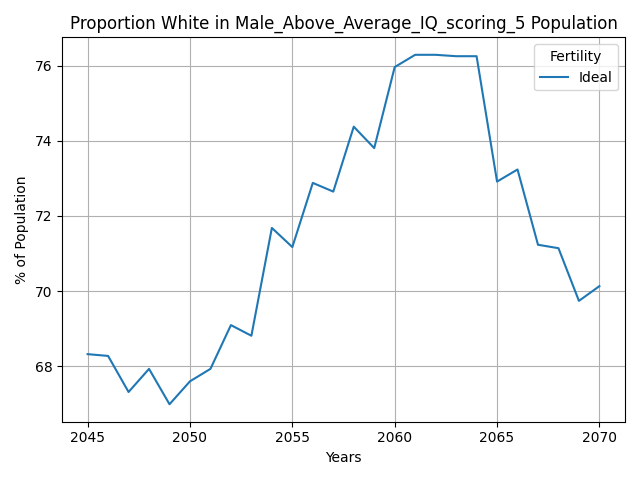 Proportion White in Male_Above_Average_IQ_scoring_5 Population
Fertility
Ideal
% of Population
76
74
72
70
68
2045 2050 2055 2060 2065 2070
Years